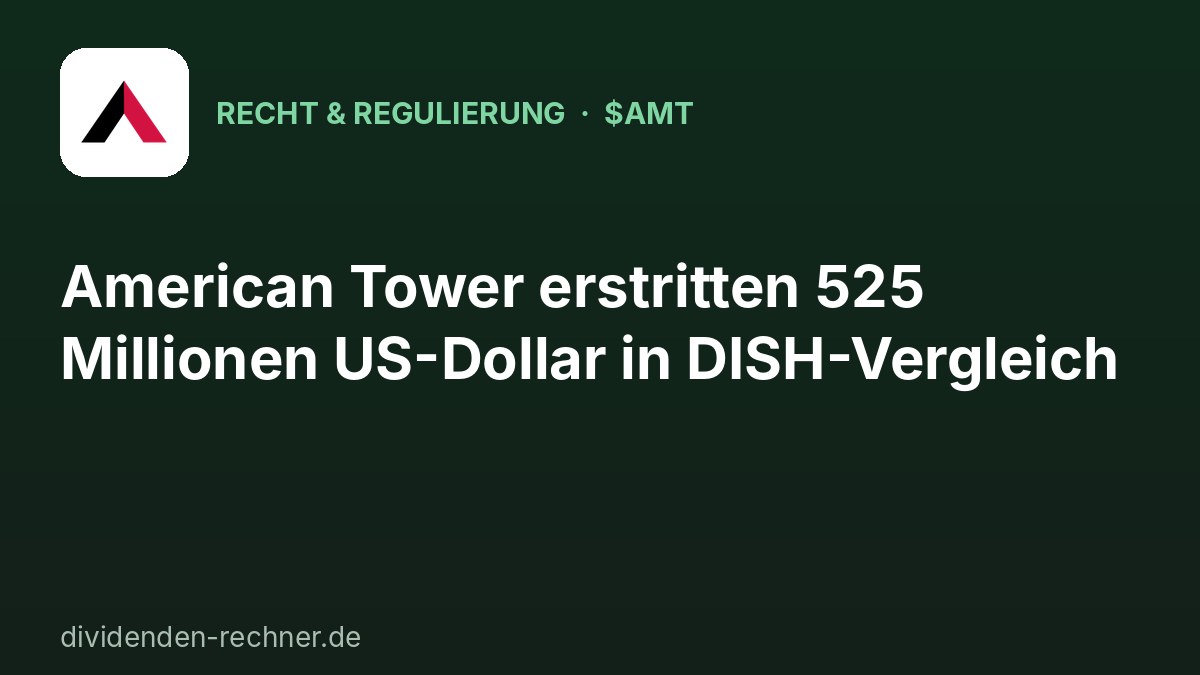 RECHT & REGULIERUNG · $AMT
American Tower erstritten 525
Millionen US-Dollar in DISH-Vergleich
dividenden-rechner.de